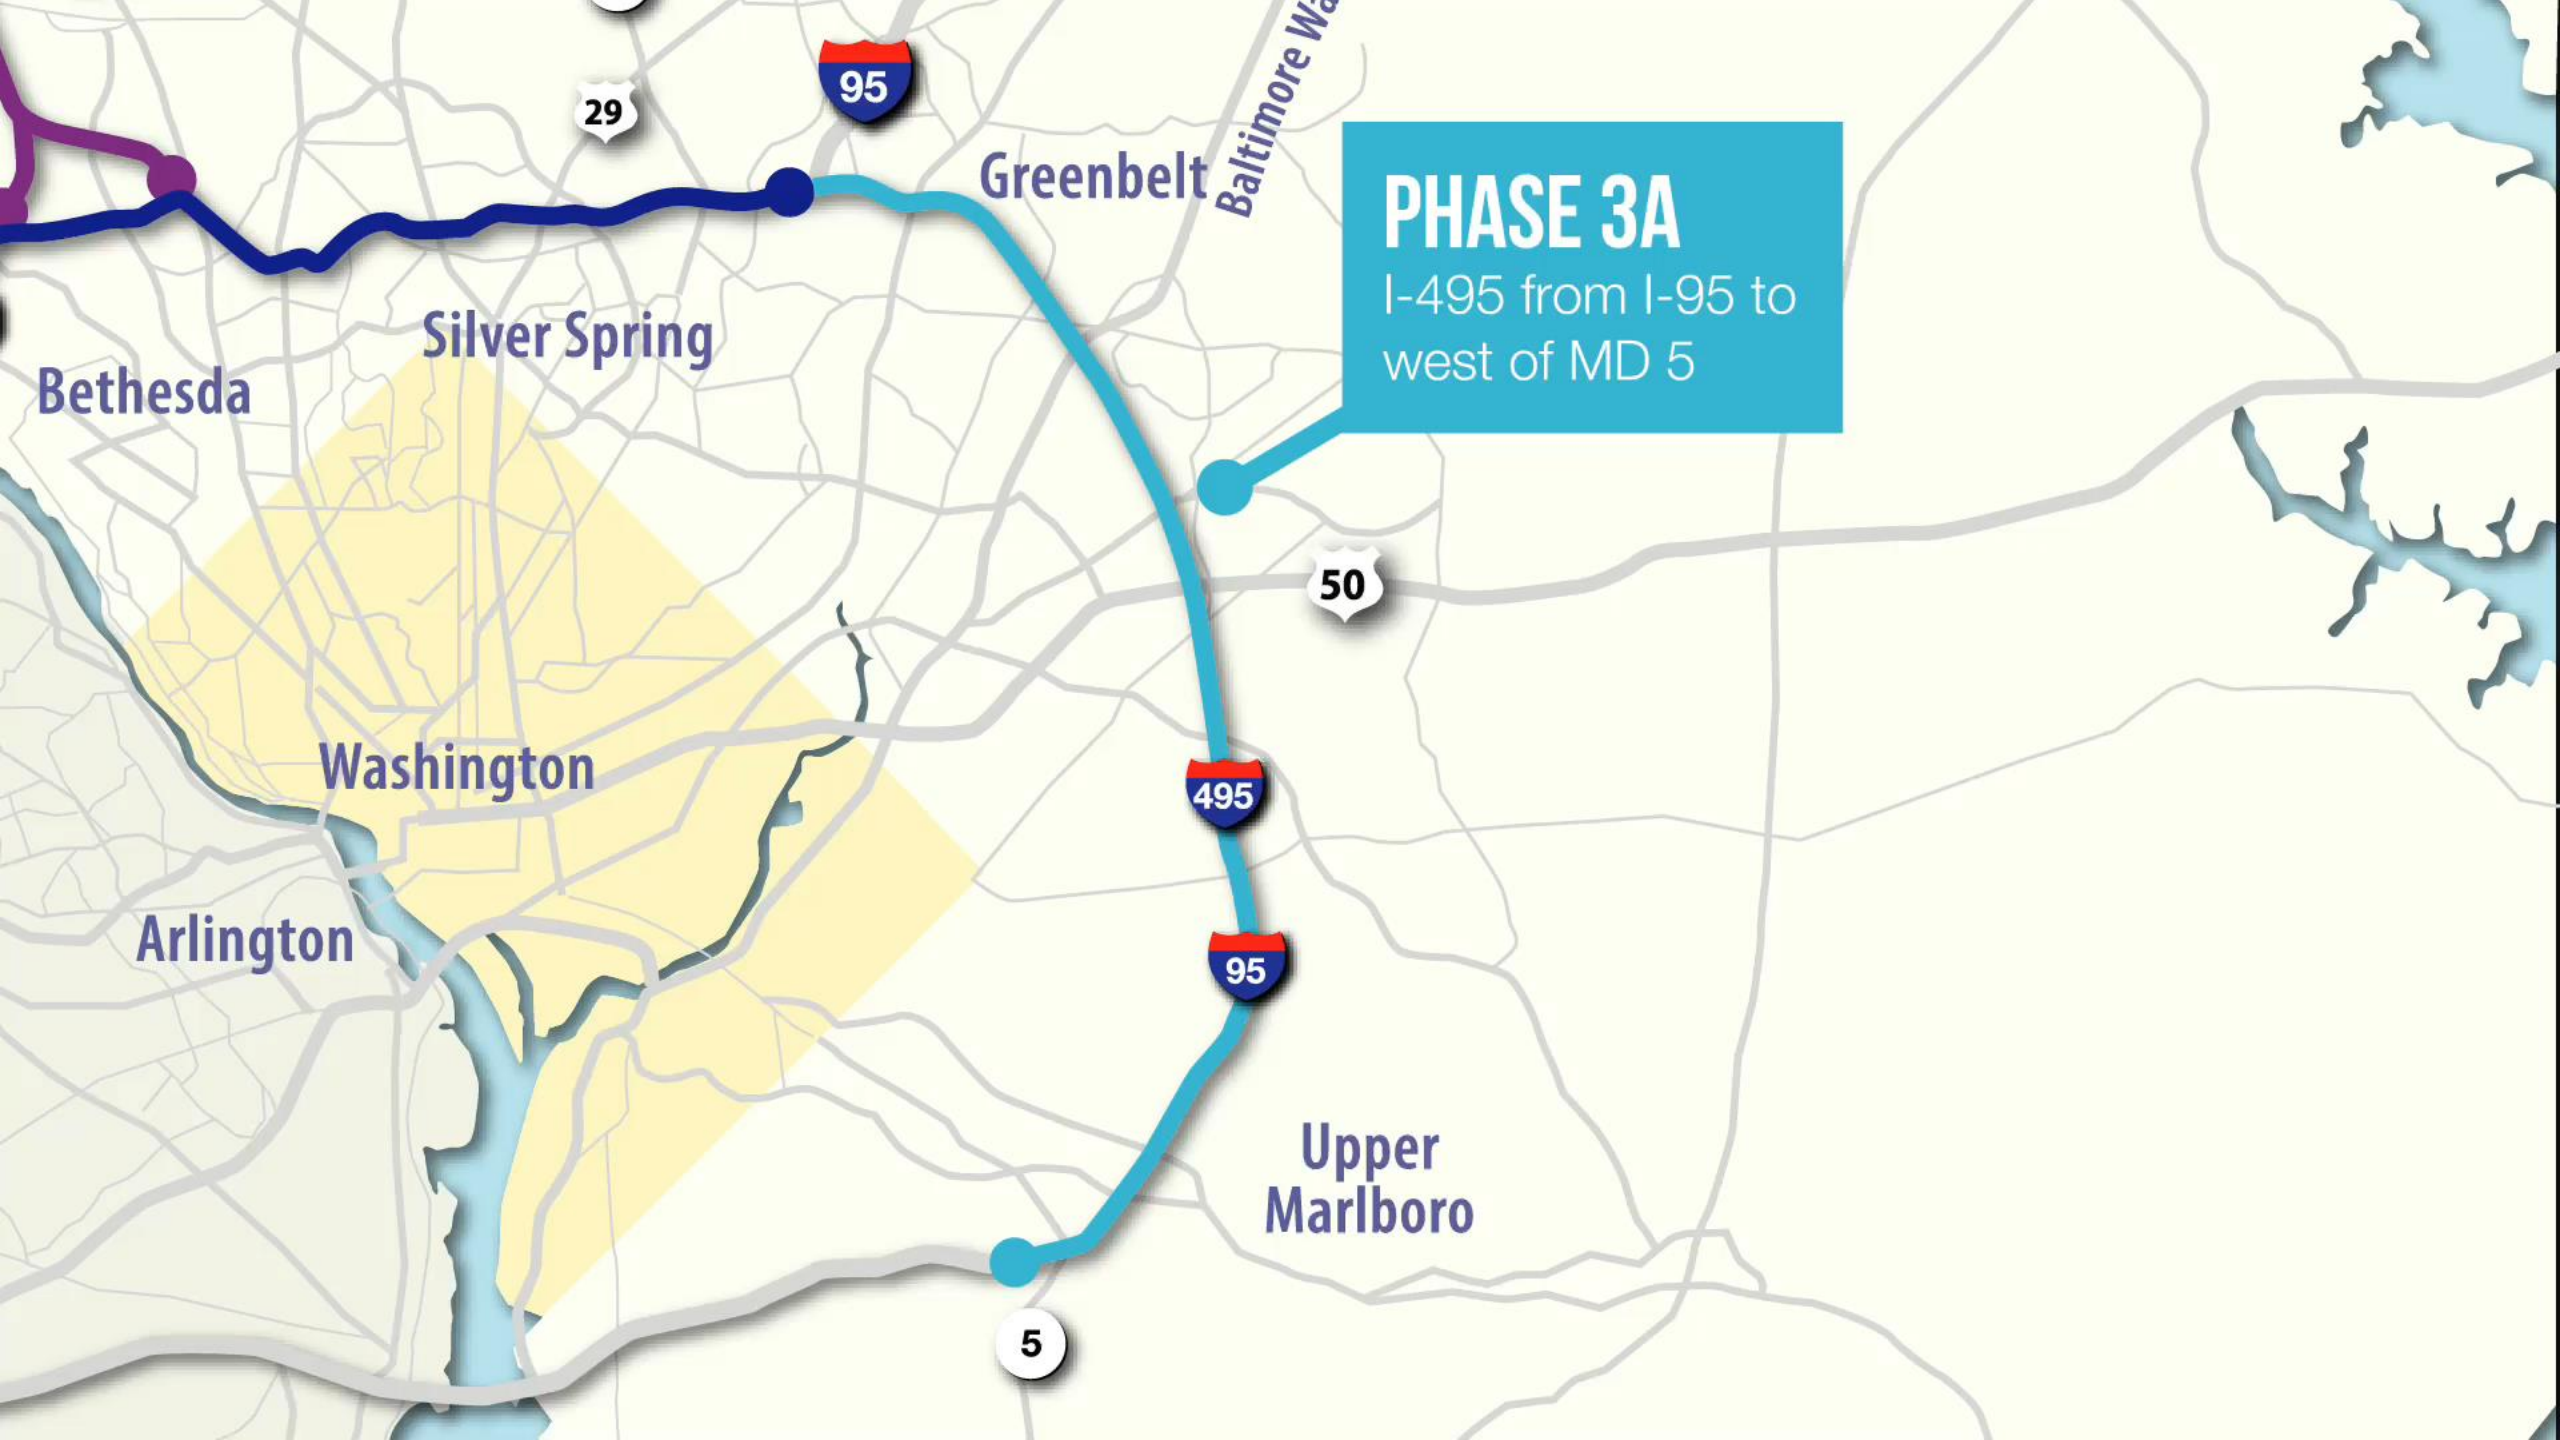 95
29
Greenbelt
Baltimore
PHASE 3A
I-495 from I-95 to
west of MD 5
Silver Spring
Bethesda
50
Washington
495
Arlington
95
Upper
Marlboro
5